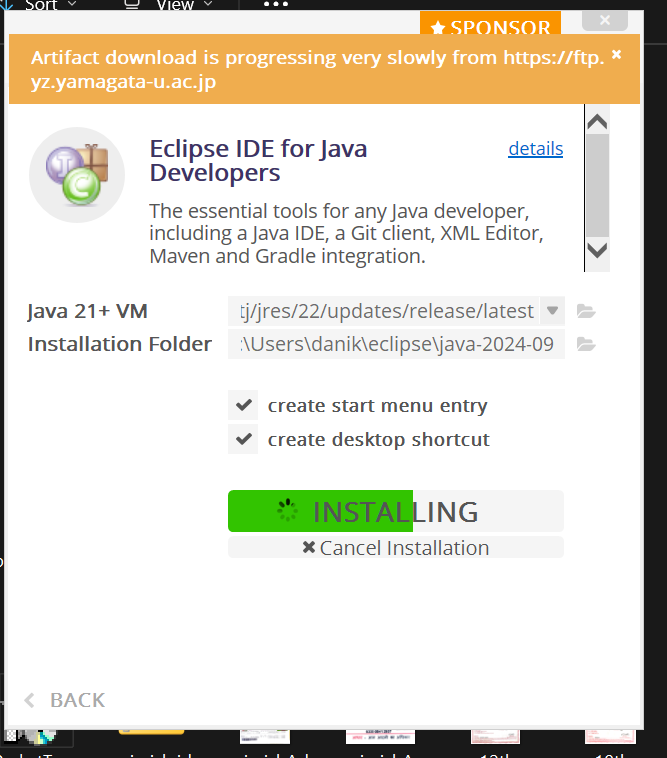 Sort
View
SPONSOR
Artifact download is progressing very slowly from https://ftp.
yz.yamagata-u.ac.jp
Eclipse IDE for Java
Developers
details
The essential tools for any Java developer,
including a Java IDE, a Git client, XML Editor,
Maven and Gradle integration.
Java 21+ VM
tj/jres/22/updates/release/latest
Installation Folder
:\Users\danik\eclipse\java-2024-09
create start menu entry
create desktop shortcut
INSTALLING
Cancel Installation
BACK